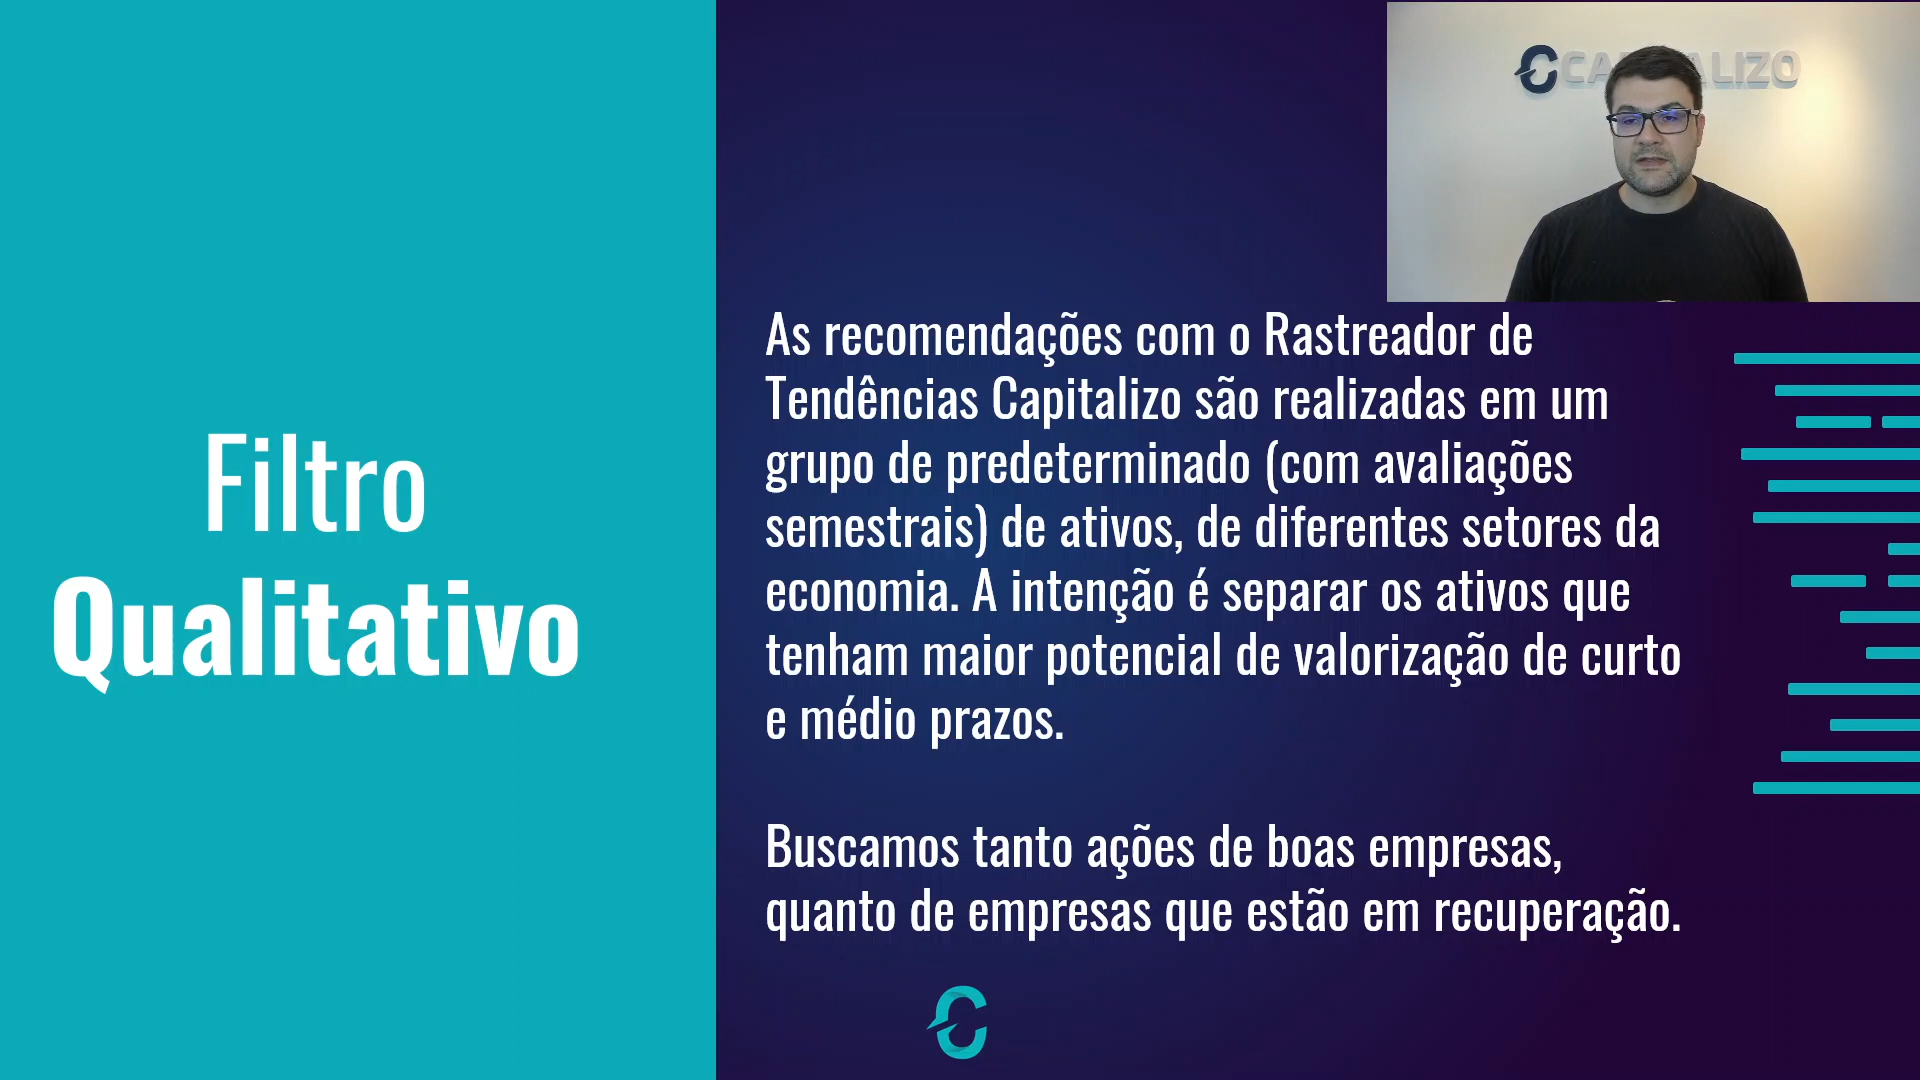 CAPITALIZO
Filtro
Qualitativo
As recomendações com o Rastreador de
Tendências Capitalizo são realizadas em um
grupo de predeterminado (com avaliações
semestrais) de ativos, de diferentes setores da
economia. A intenção é separar os ativos que
tenham maior potencial de valorização de curto
e médio prazos.
Buscamos tanto ações de boas empresas,
quanto de empresas que estão em recuperação.